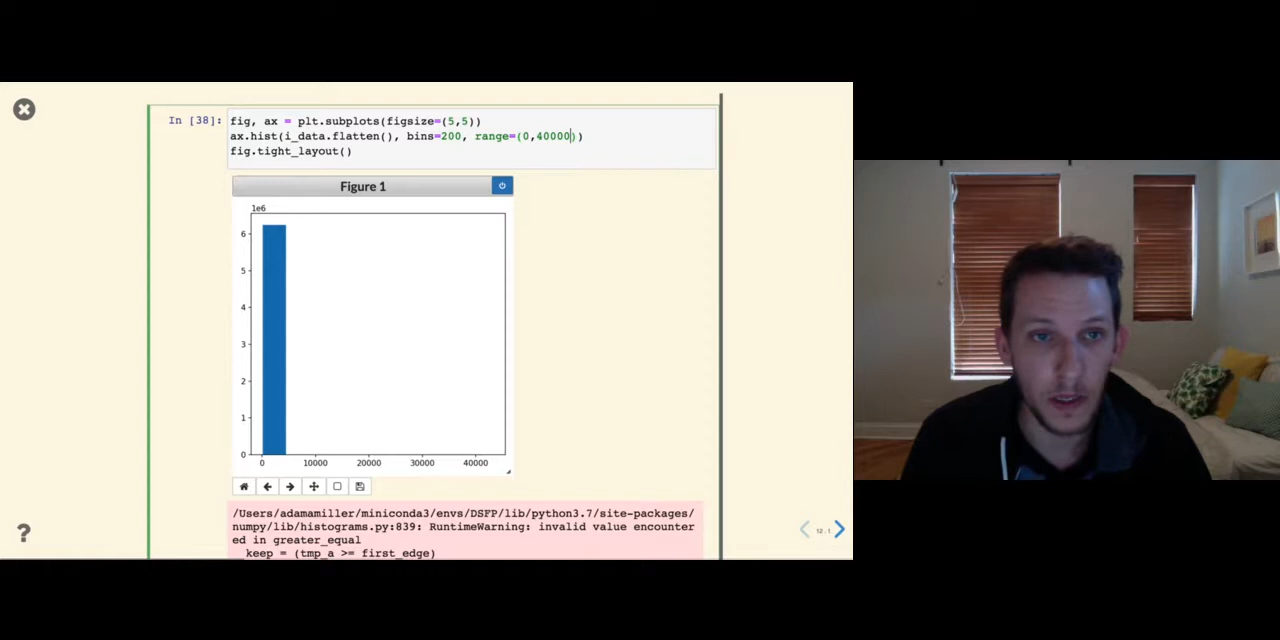 In [38]:
fig, ax = plt.subplots(figsize=(5,5))
ax.hist(i_data.flatten(), bins=200, range=(0,40000))
fig.tight_layout()
Figure 1
1e6
6
5
4
3
2
1
0
0 10000 20000 30000 40000
/Users/adamamiller/miniconda3/envs/DSFP/lib/python3.7/site-packages/
numpy/lib/histograms.py:839: RuntimeWarning: invalid value encounter
ed in greater_equal
keep = (tmp_a >= first_edge)
?
12.1